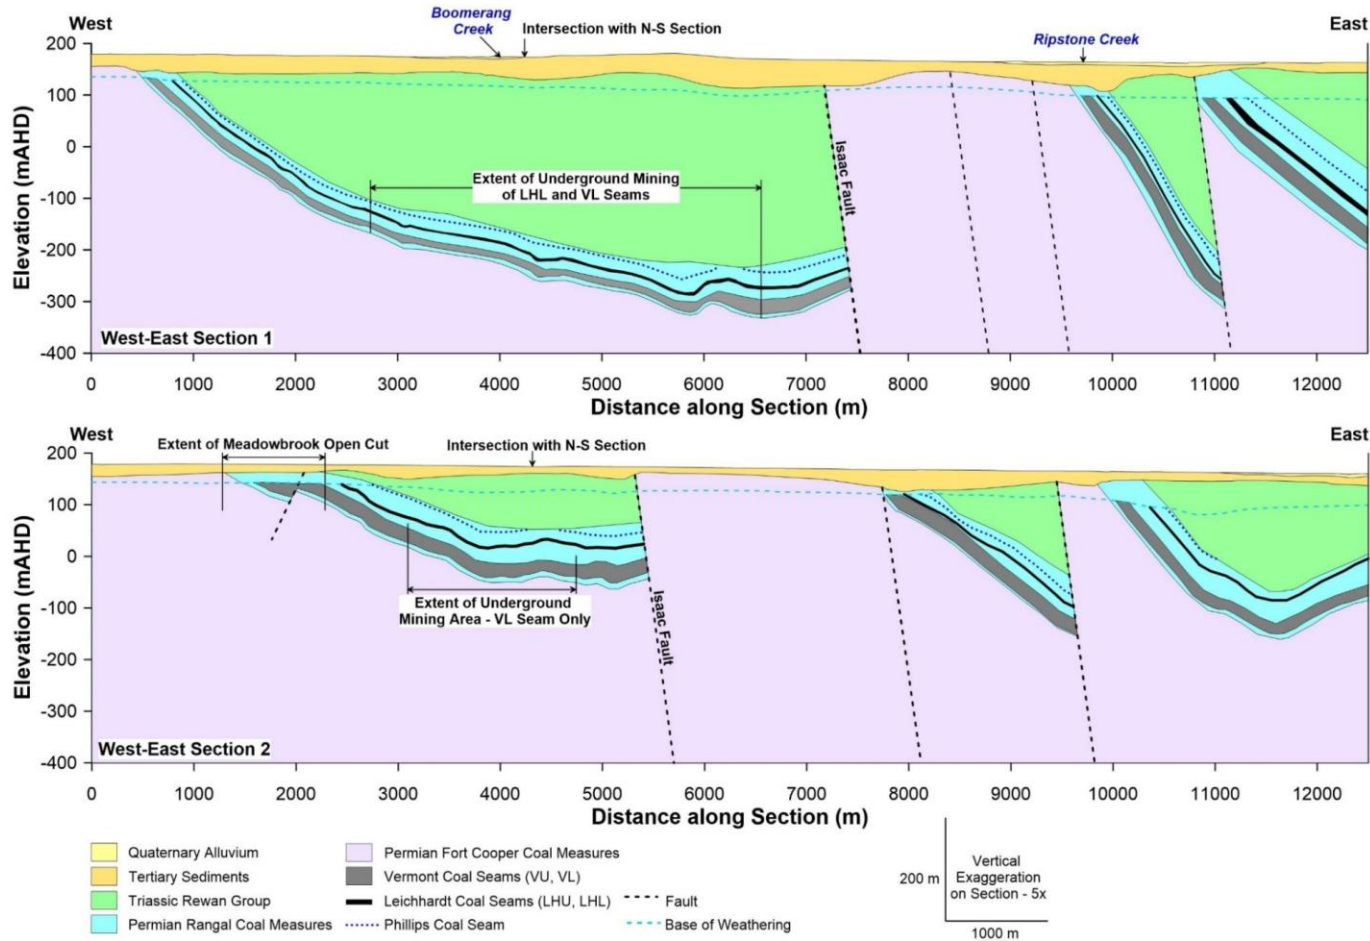 West
East
Boomerang
Creek
Intersection with N-S Section
Ripstone Creek
200
100
0
-100
-200
-300
-400
Elevation (mAHD)
Extent of Underground Mining
of LHL and VL Seams
Isaac Fault
West-East Section 1
0 1000 2000 3000 4000 5000 6000 7000 8000 9000 10000 11000 12000
Distance along Section (m)
West
East
Extent of Meadowbrook Open Cut
Intersection with N-S Section
200
100
0
-100
-200
-300
-400
Elevation (mAHD)
Extent of Underground
Mining Area - VL Seam Only
Isaac Fault
West-East Section 2
0 1000 2000 3000 4000 5000 6000 7000 8000 9000 10000 11000 12000
Distance along Section (m)
Quaternary Alluvium
Tertiary Sediments
Triassic Rewan Group
Permian Rangal Coal Measures
Permian Fort Cooper Coal Measures
Vermont Coal Seams (VU, VL)
Leichhardt Coal Seams (LHU, LHL)
Phillips Coal Seam
Fault
Base of Weathering
200 m
Vertical
Exaggeration
on Section - 5x
1000 m